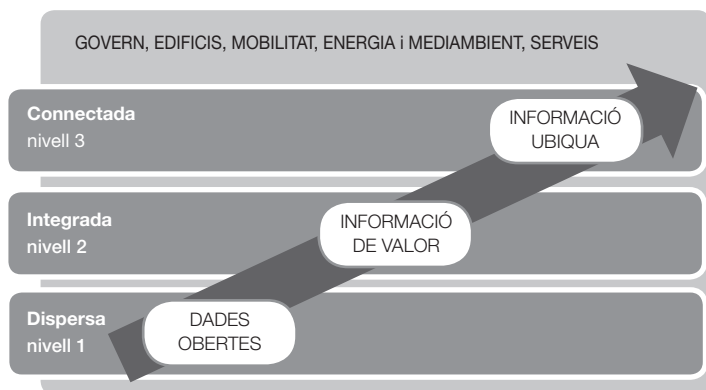 GOVERN, EDIFICIS, MOBILITAT, ENERGIA i MEDIAMBIENT, SERVEIS
Connectada
nivell 3
INFORMACIÓ
UBIQUA
Integrada
nivell 2
INFORMACIÓ
DE VALOR
Dispersa
nivell 1
DADES
OBERTES